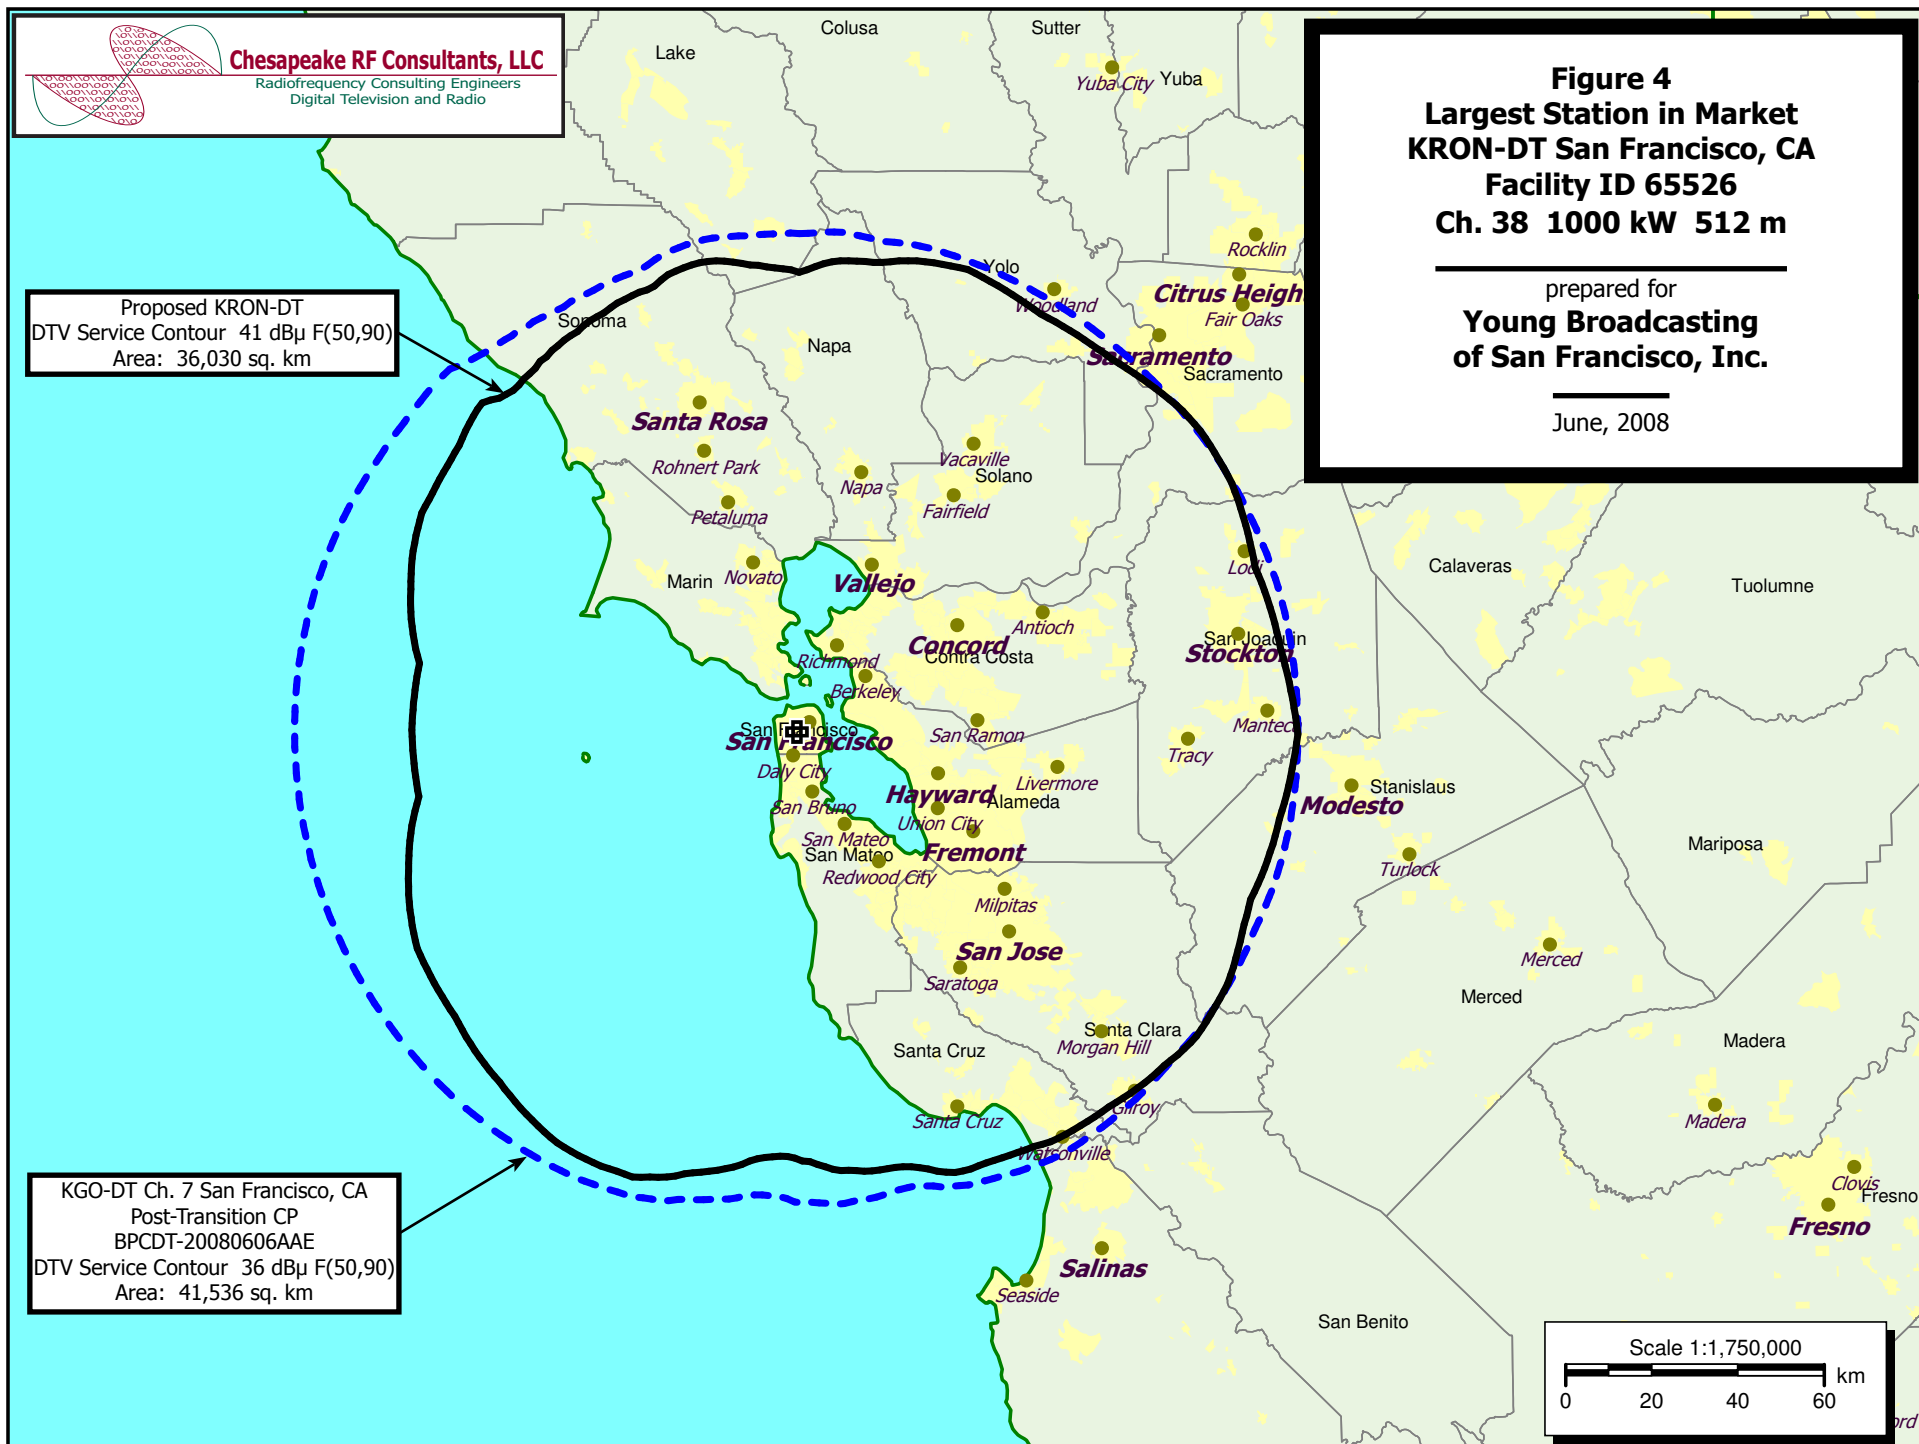 Chesapeake RF Consultants, LLC
Radiofrequency Consulting Engineers
Digital Television and Radio
Figure 4
Largest Station in Market
KRON-DT San Francisco, CA
Facility ID 65526
Ch. 38 1000 kW 512 m
prepared for
Young Broadcasting
of San Francisco, Inc.
June, 2008
Proposed KRON-DT
DTV Service Contour 41 dBµ F(50,90)
Area: 36,030 sq. km
KGO-DT Ch. 7 San Francisco, CA
Post-Transition CP
BPCDT-20080606AAE
DTV Service Contour 36 dBµ F(50,90)
Area: 41,536 sq. km
Colusa
Sutter
Lake
Yuba City
Yuba
Rocklin
Yolo
Woodland
Citrus Heigh
Fair Oaks
Sonoma
Napa
Sacramento
Sacramento
Santa Rosa
Rohnert Park
Vacaville
Solano
Napa
Fairfield
Petaluma
Marin
Novato
Vallejo
Lodi
Calaveras
Tuolumne
Antioch
Concord
Contra Costa
San Joaquin
Stockton
Richmond
Berkeley
San Francisco
San Francisco
San Ramon
Manteca
Tracy
Daly City
Livermore
Hayward
Alameda
Stanislaus
Modesto
San Bruno
Union City
San Mateo
San Mateo
Fremont
Redwood City
Turlock
Mariposa
Milpitas
San Jose
Saratoga
Merced
Merced
Santa Clara
Morgan Hill
Santa Cruz
Madera
Santa Cruz
Gilroy
Madera
Watsonville
Clovis
Fresno
Fresno
Salinas
Seaside
San Benito
Scale 1:1,750,000
km
0 20 40 60
ord